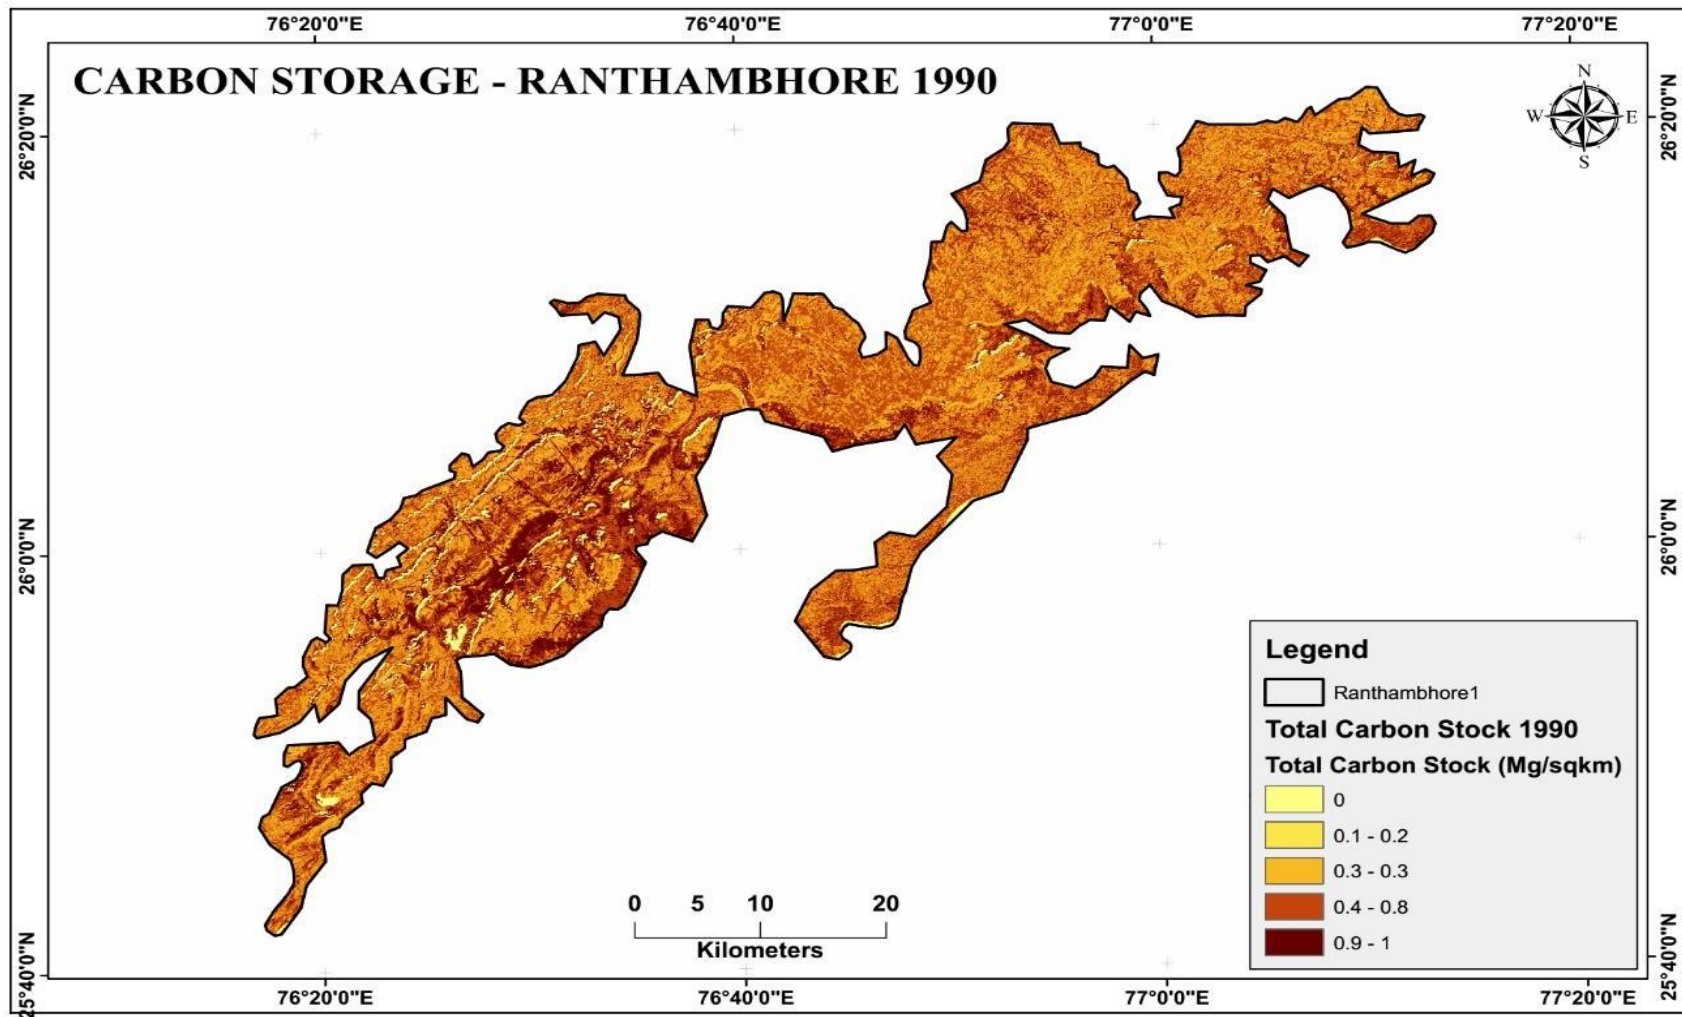 76°20'0"E 76°40'0"E 77°0'0"E 77°20'0"E
CARBON STORAGE - RANTHAMBHORE 1990
N
W E
S
26°20'0"N 26°20'0"N
26°0'0"N 26°0'0"N
25°40'0"N 25°40'0"N
Legend
Ranthambhore1
Total Carbon Stock 1990
Total Carbon Stock (Mg/sqkm)
0
0.1 - 0.2
0.3 - 0.3
0.4 - 0.8
0.9 - 1
0 5 10 20
Kilometers
76°20'0"E 76°40'0"E 77°0'0"E 77°20'0"E